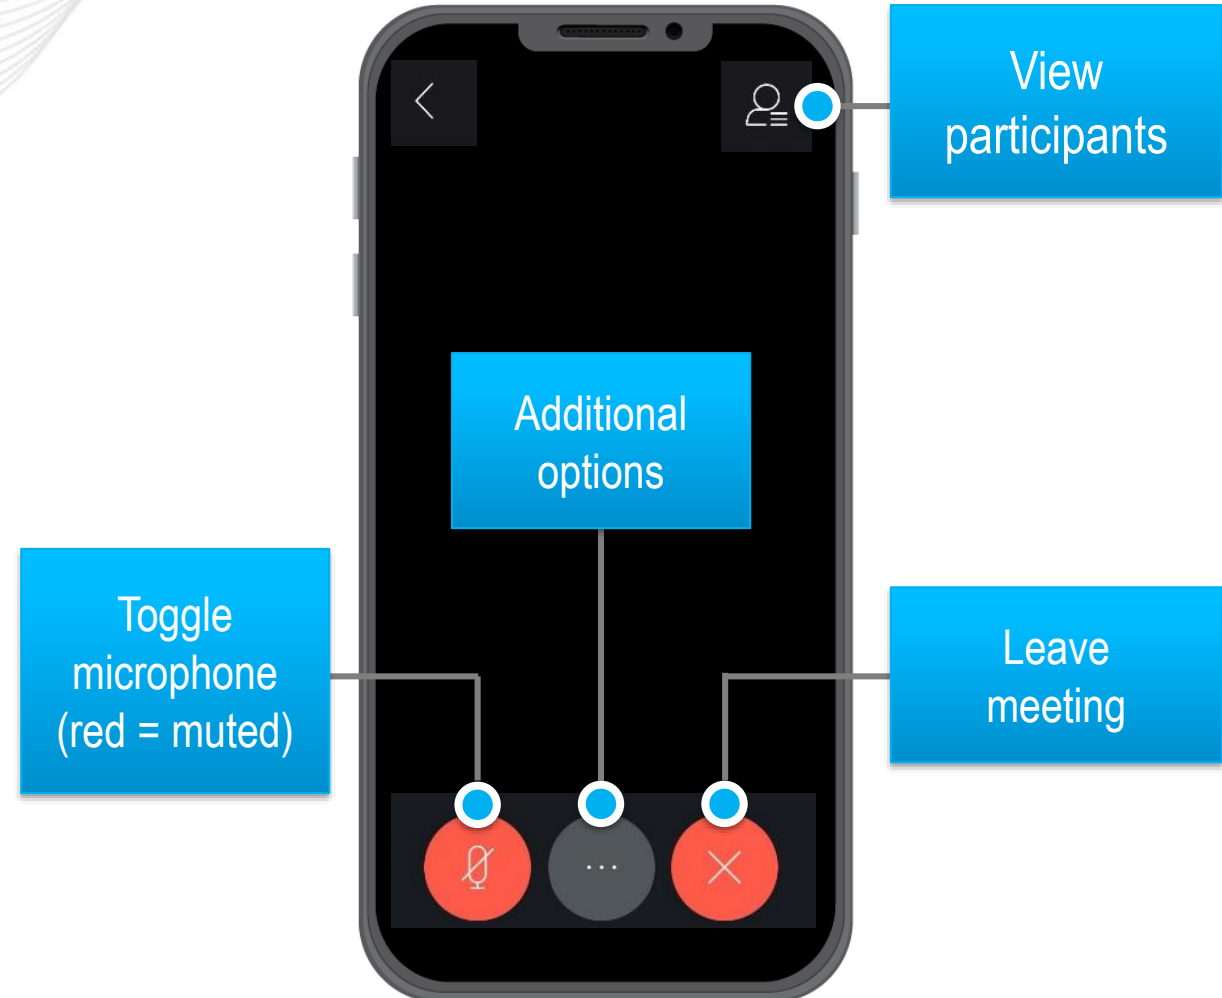 View
participants
Additional
options
Toggle
microphone
(red = muted)
Leave
meeting